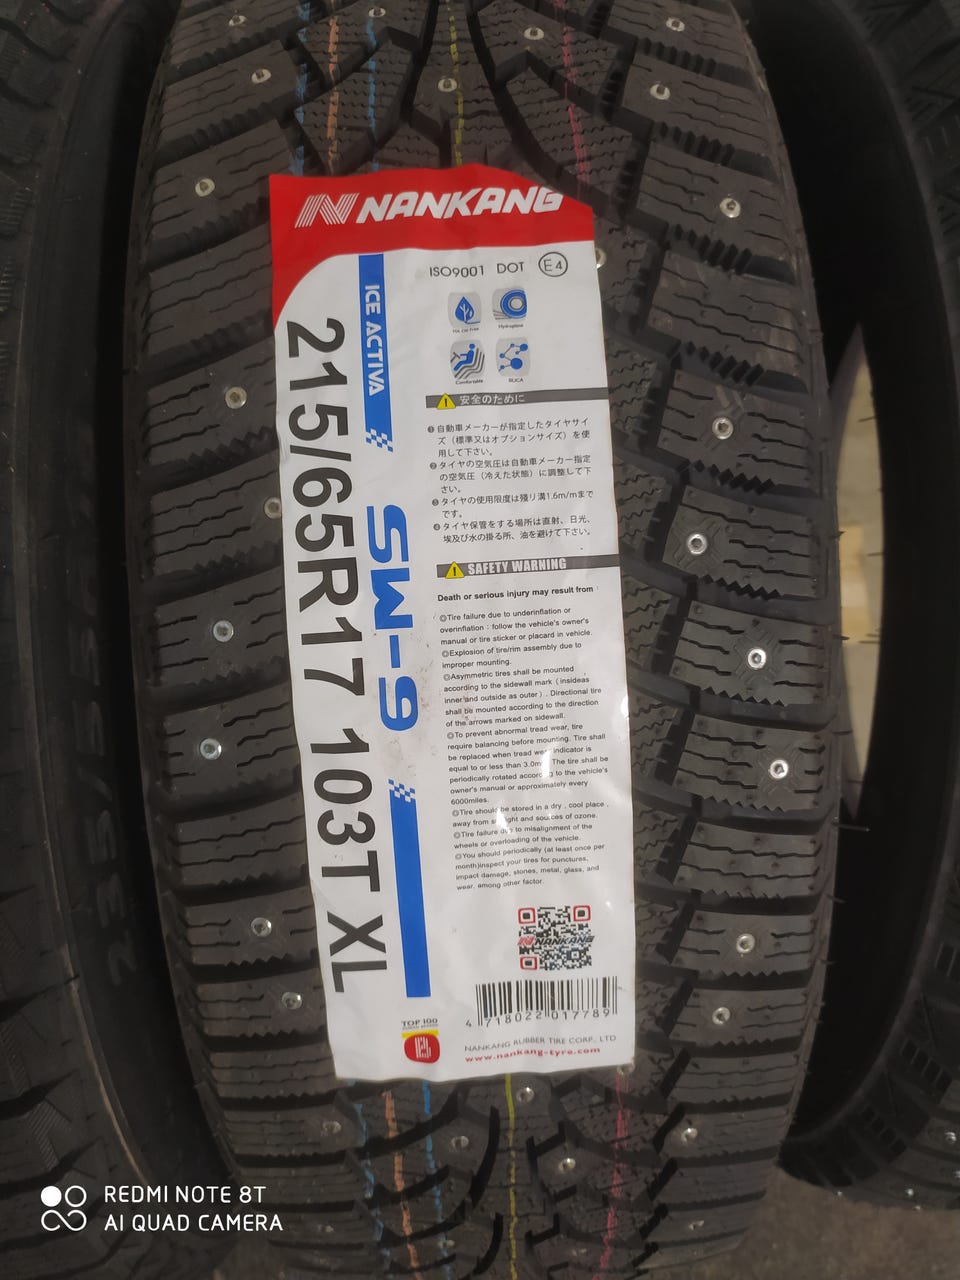 NANKANG
ISO9001 DOT E4
ICE ACTIVA
SW-9
215/65R17 103T XL
HA Oil Free
Hydroplane
Comfortable
RUCA
安全のために
❶自動車メーカーが指定したタイヤサイ
ズ（標準又はオプションサイズ）を使
用して下さい。
❷タイヤの空気圧は自動車メーカー指定
の空気圧（冷えた状態）に調整して下
さい。
❸タイヤの使用限度は残り溝1.6m/mまで
です。
❹タイヤ保管をする場所は直射、日光、
埃及び水の掛る所、油を避けて下さい。
SAFETY WARNING
Death or serious injury may result from
◎Tire failure due to underinflation or
overinflation : follow the vehicle's owner's
manual or tire sticker or placard in vehicle.
◎Explosion of tire/rim assembly due to
improper mounting.
◎Asymmetric tires shall be mounted
according to the sidewall mark ( insideas
inner and outside as outer ) . Directional tire
shall be mounted according to the direction
of the arrows marked on sidewall.
◎To prevent abnormal tread wear, tire
require balancing before mounting. Tire shall
be replaced when tread wear indicator is
equal to or less than 3.0mm. The tire shall be
periodically rotated according to the vehicle's
owner's manual or approximately every
6000miles.
◎Tire should be stored in a dry , cool place ,
away from sunlight and sources of ozone.
◎Tire failure due to misalignment of the
wheels or overloading of the vehicle.
◎You should periodically (at least once per
month)inspect your tires for punctures,
impact damage, stones, metal, glass, and
wear, among other factor.
NANKANG
4 718022 017789
TOP 100
NANKANG RUBBER TIRE CORP., LTD
www.nankang-tyre.com
REDMI NOTE 8T
AI QUAD CAMERA